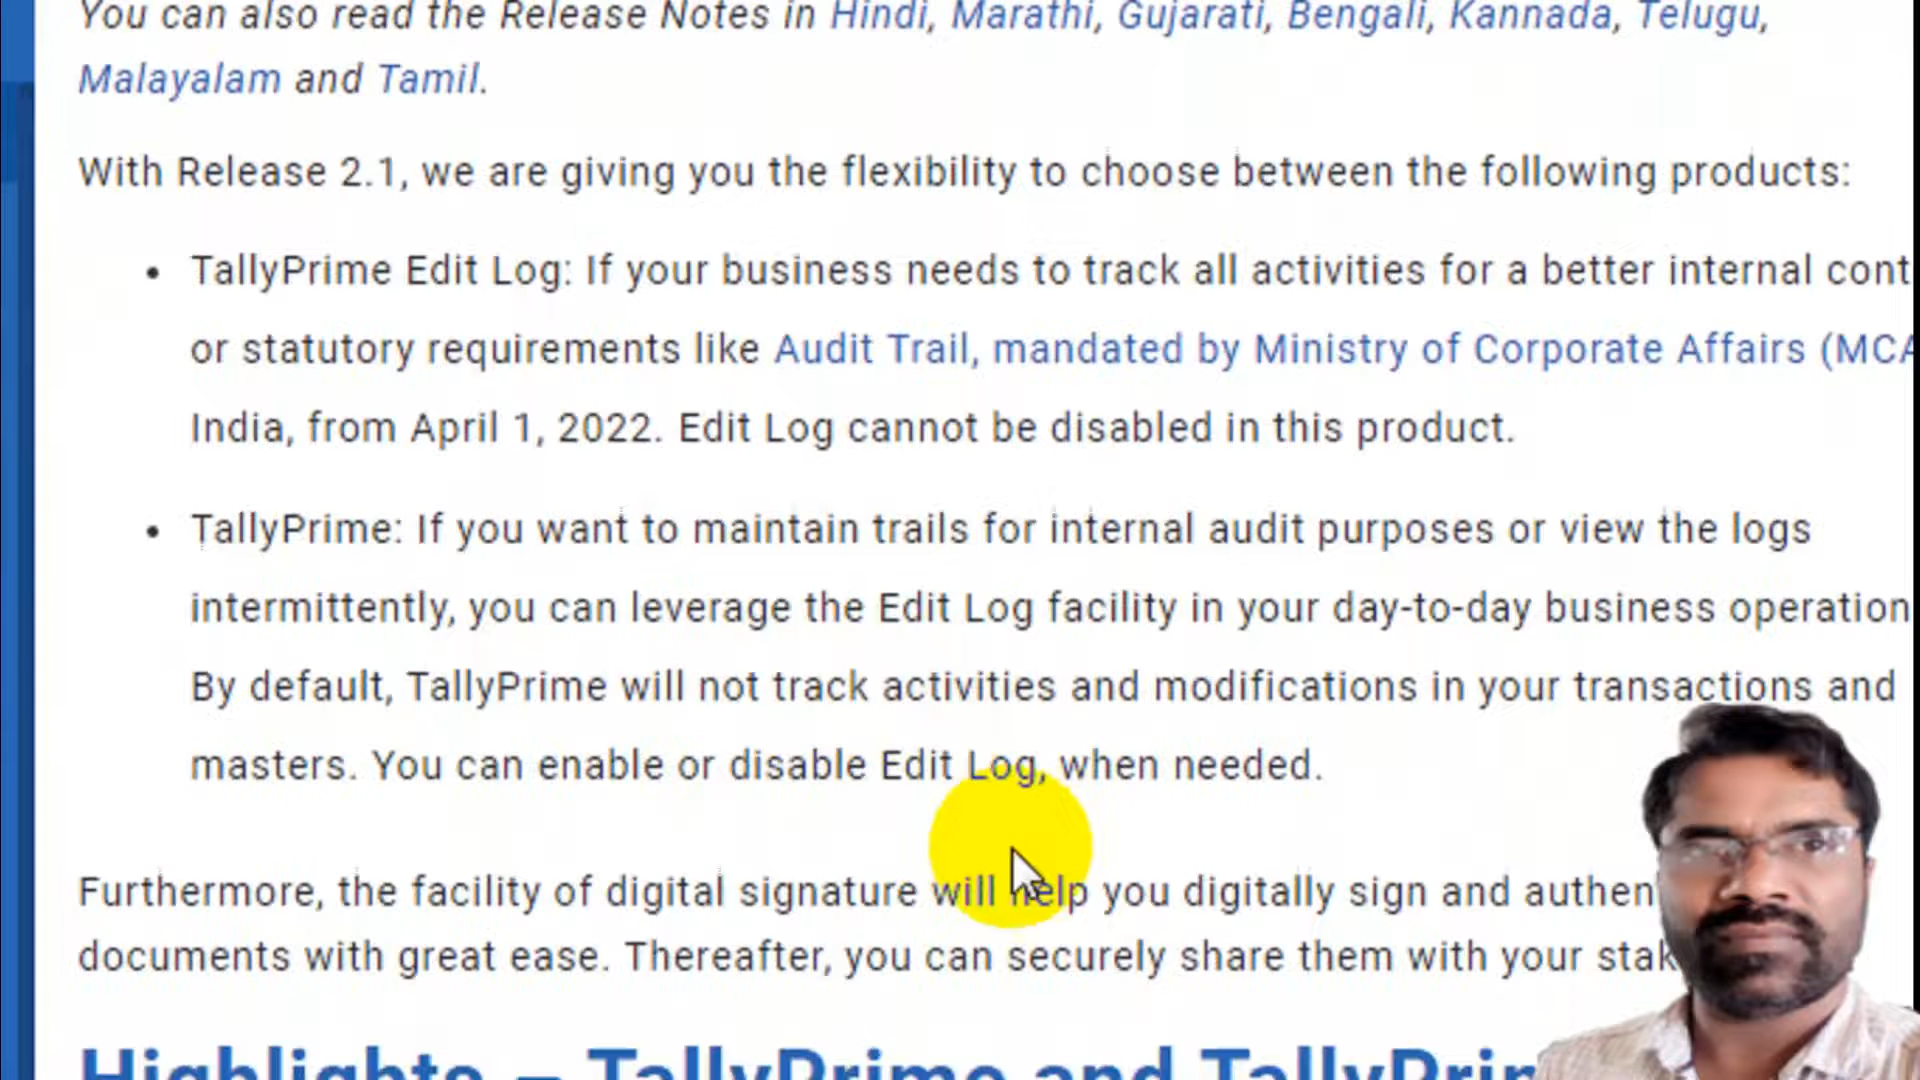 You can also read the Release Notes in Hindi, Marathi, Gujarati, Bengali, Kannada, Telugu,
Malayalam and Tamil.
With Release 2.1, we are giving you the flexibility to choose between the following products:
• TallyPrime Edit Log: If your business needs to track all activities for a better internal cont
or statutory requirements like Audit Trail, mandated by Ministry of Corporate Affairs (MCA
India, from April 1, 2022. Edit Log cannot be disabled in this product.
• TallyPrime: If you want to maintain trails for internal audit purposes or view the logs
intermittently, you can leverage the Edit Log facility in your day-to-day business operation
By default, TallyPrime will not track activities and modifications in your transactions and
masters. You can enable or disable Edit Log, when needed.
Furthermore, the facility of digital signature will help you digitally sign and authen
documents with great ease. Thereafter, you can securely share them with your stak
Highlights – TallyPrime and TallyPrim